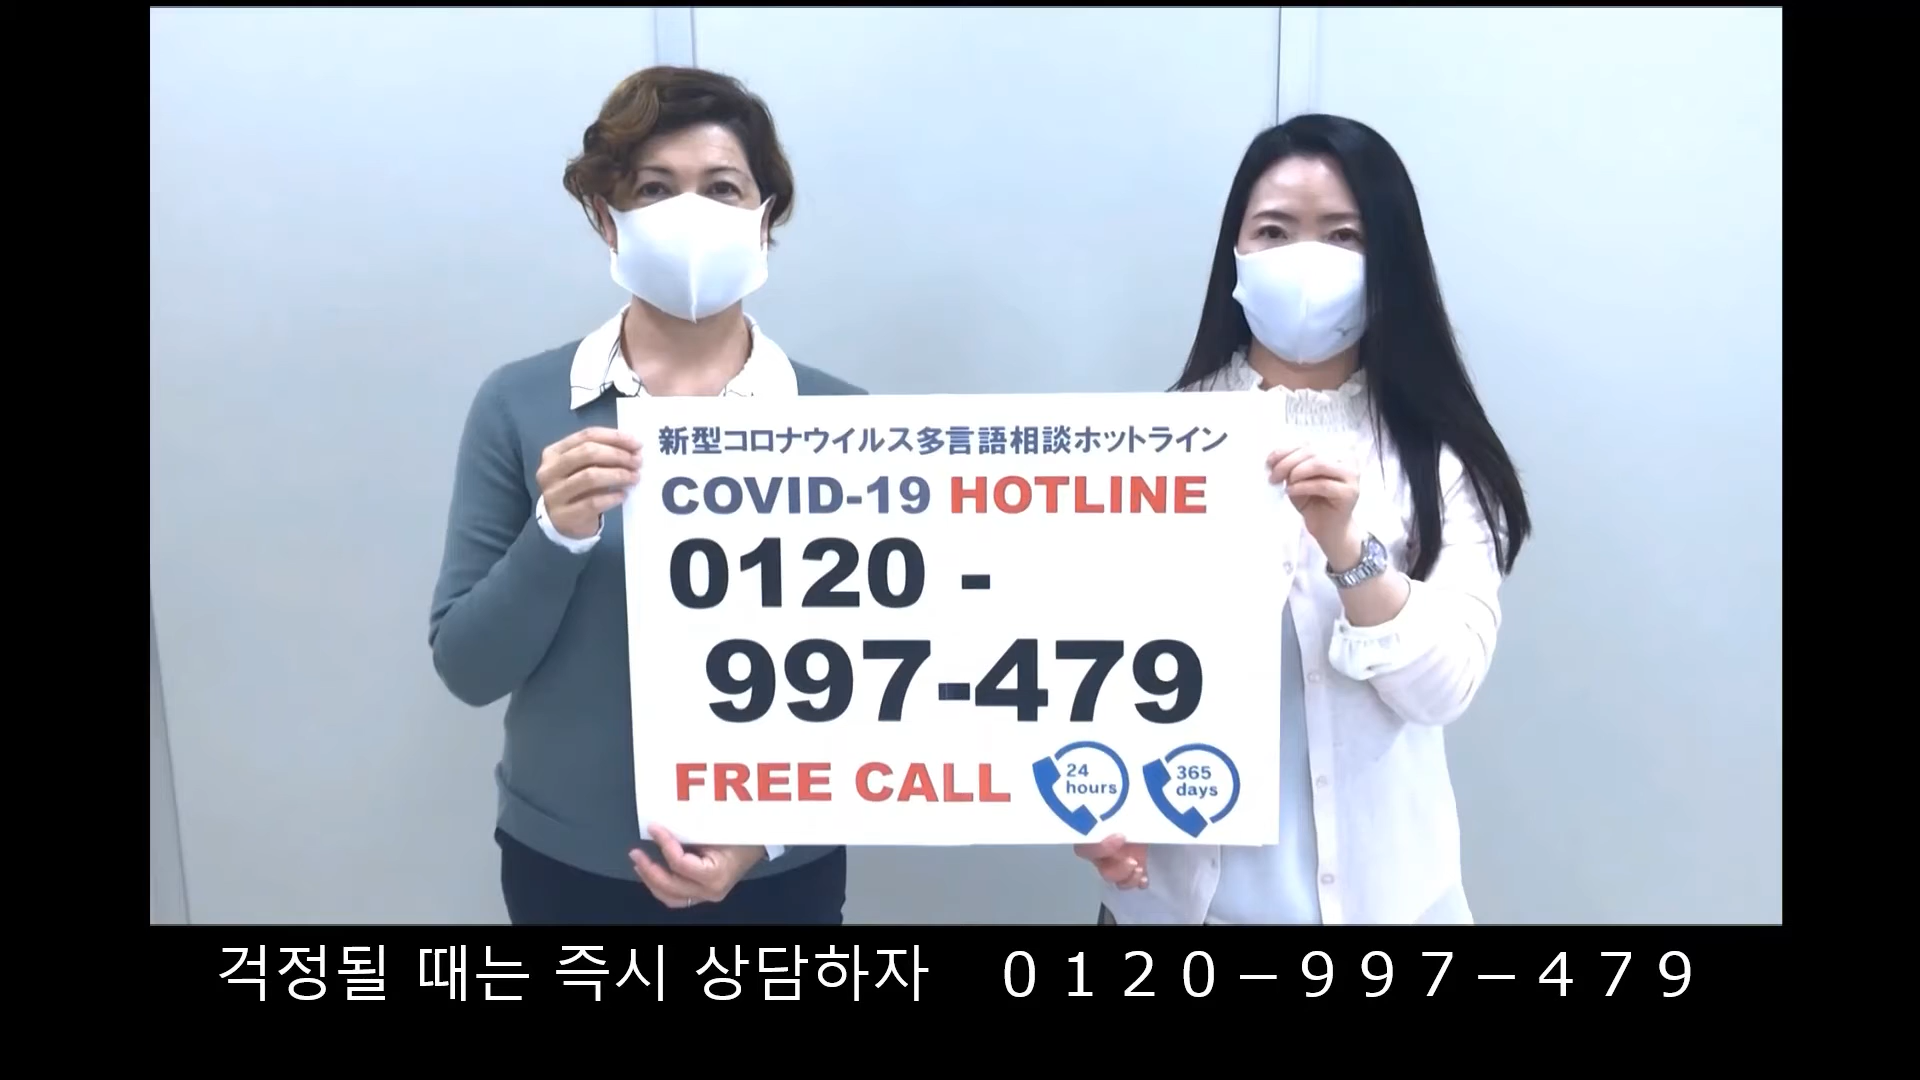 新型コロナウイルス多言語相談ホットライン
COVID-19 HOTLINE
0120 -
997-479
FREE CALL
24
hours
365
days
걱정될 때는 즉시 상담하자　０１２０－９９７－４７９